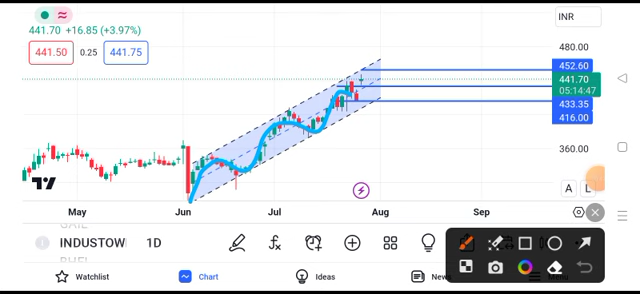 INR
441.70 +16.85 (+3.97%)
441.50 0.25 441.75
480.00
452.60
441.70
05:14:47
433.35
416.00
360.00
A L
May Jun Jul Aug Sep
INDUSTOW 1D
Watchlist Chart Ideas News Menu